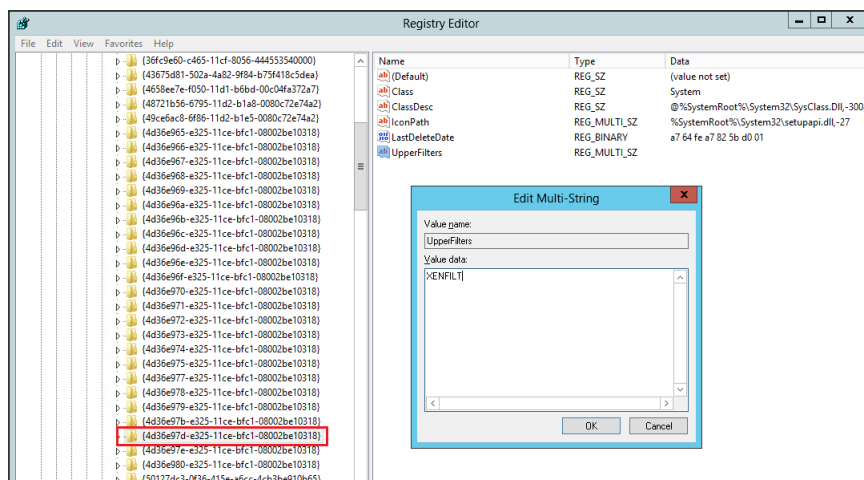 Registry Editor
File Edit View Favorites Help
{36fc9e60-c465-11cf-8056-444553540000}
{43675d81-502a-4a82-9f84-b75f418c5dea}
{4658ee7e-f050-11d1-b6bd-00c04fa372a7}
{48721b56-6795-11d2-b1a8-0080c72e74a2}
{49ce6ac8-6f86-11d2-b1e5-0080c72e74a2}
{4d36e965-e325-11ce-bfc1-08002be10318}
{4d36e966-e325-11ce-bfc1-08002be10318}
{4d36e967-e325-11ce-bfc1-08002be10318}
{4d36e968-e325-11ce-bfc1-08002be10318}
{4d36e969-e325-11ce-bfc1-08002be10318}
{4d36e96a-e325-11ce-bfc1-08002be10318}
{4d36e96b-e325-11ce-bfc1-08002be10318}
{4d36e96c-e325-11ce-bfc1-08002be10318}
{4d36e96d-e325-11ce-bfc1-08002be10318}
{4d36e96e-e325-11ce-bfc1-08002be10318}
{4d36e96f-e325-11ce-bfc1-08002be10318}
{4d36e970-e325-11ce-bfc1-08002be10318}
{4d36e971-e325-11ce-bfc1-08002be10318}
{4d36e972-e325-11ce-bfc1-08002be10318}
{4d36e973-e325-11ce-bfc1-08002be10318}
{4d36e974-e325-11ce-bfc1-08002be10318}
{4d36e975-e325-11ce-bfc1-08002be10318}
{4d36e977-e325-11ce-bfc1-08002be10318}
{4d36e978-e325-11ce-bfc1-08002be10318}
{4d36e979-e325-11ce-bfc1-08002be10318}
{4d36e97b-e325-11ce-bfc1-08002be10318}
{4d36e97d-e325-11ce-bfc1-08002be10318}
{4d36e97e-e325-11ce-bfc1-08002be10318}
{4d36e980-e325-11ce-bfc1-08002be10318}
{50127dc3-0f36-415e-a6cc-4cb3be910b65}
Name Type Data
(Default) REG_SZ (value not set)
Class REG_SZ System
ClassDesc REG_SZ @%SystemRoot%\System32\SysClass.Dll,-300
IconPath REG_MULTI_SZ %SystemRoot%\System32\setupapi.dll,-27
LastDeleteDate REG_BINARY a7 64 fe a7 82 5b d0 01
UpperFilters REG_MULTI_SZ
Edit Multi-String
Value name:
UpperFilters
Value data:
XENFILT
OK Cancel